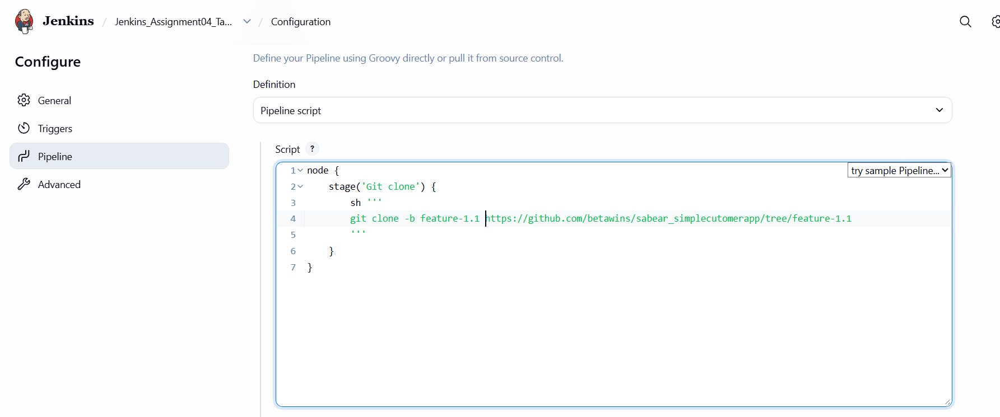 Jenkins / Jenkins_Assignment04_Ta... / Configuration
Configure
General
Triggers
Pipeline
Advanced
Define your Pipeline using Groovy directly or pull it from source control.
Definition
Pipeline script
Script ?
try sample Pipeline...
1 node {
2     stage('Git clone') {
3         sh '''
4         git clone -b feature-1.1 https://github.com/betawins/sabear_simplecutomerapp/tree/feature-1.1
5         '''
6     }
7 }